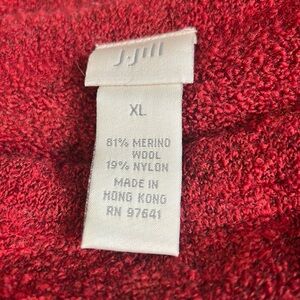 J.Jill
XL
81% MERINO
WOOL
19% NYLON
MADE IN
HONG KONG
RN 97641